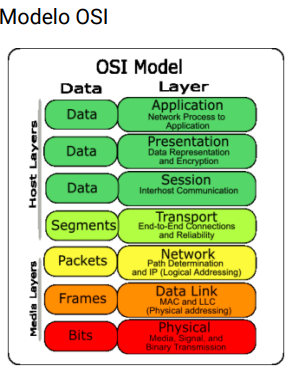 Modelo OSI
OSI Model
Data Layer
Host Layers
Data
Application
Network Process to
Application
Data
Presentation
Data Representation
and Encryption
Data
Session
Interhost Communication
Segments
Transport
End-to-End Connections
and Reliability
Media Layers
Packets
Network
Path Determination
and IP (Logical Addressing)
Frames
Data Link
MAC and LLC
(Physical addressing)
Bits
Physical
Media, Signal, and
Binary Transmission